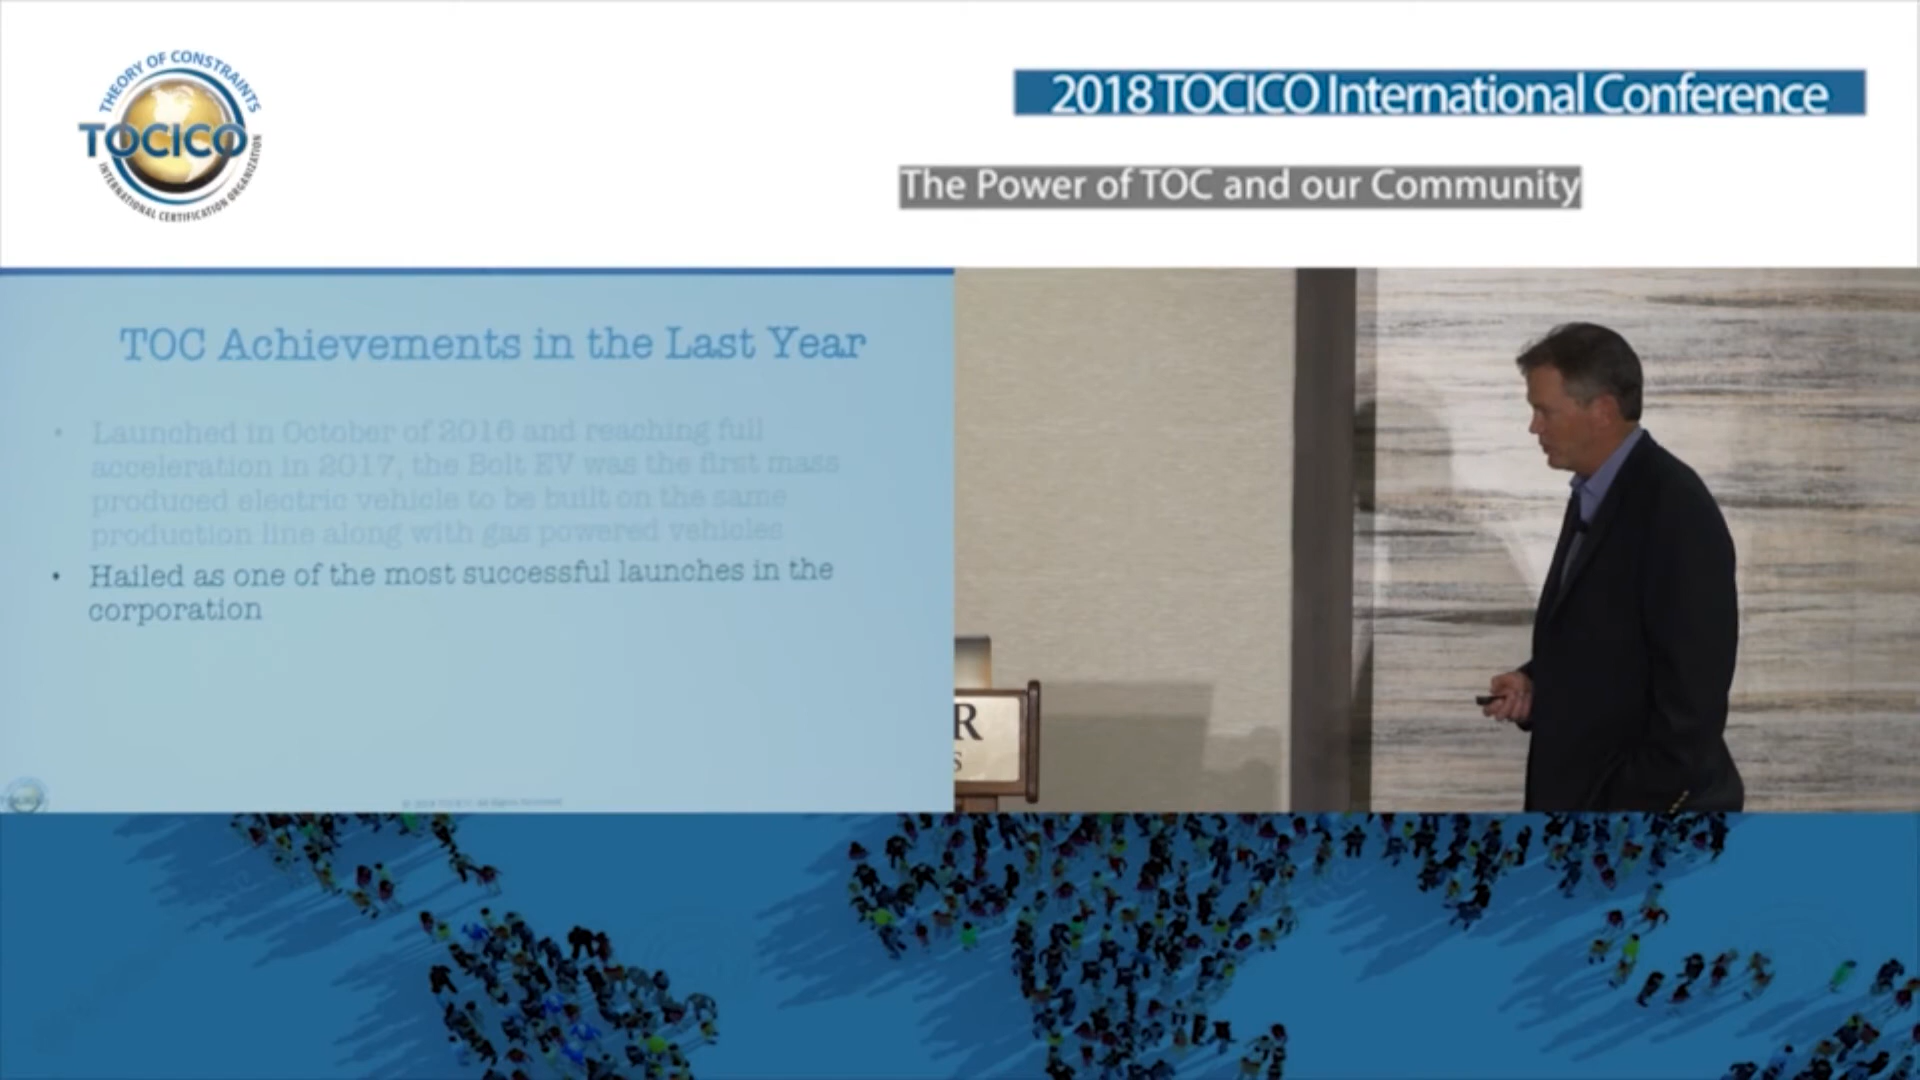 THEORY OF CONSTRAINTS
TOCICO
INTERNATIONAL CERTIFICATION ORGANIZATION
2018 TOCICO International Conference
The Power of TOC and our Community
TOC Achievements in the Last Year
• Launched in October of 2016 and reaching full
acceleration in 2017, the Bolt EV was the first mass
produced electric vehicle to be built on the same
production line along with gas powered vehicles
• Hailed as one of the most successful launches in the
corporation
R
S